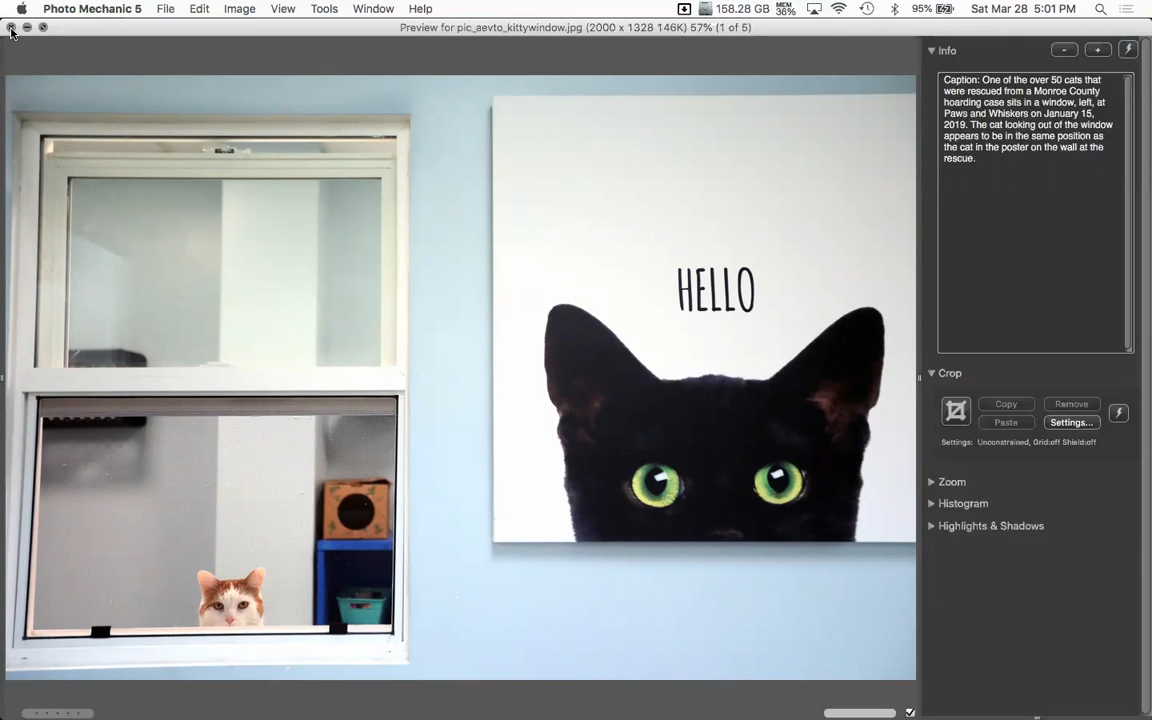 Photo Mechanic 5 File Edit Image View Tools Window Help 158.28 GB MEM 36% 95% Sat Mar 28 5:01 PM
Preview for pic_aevto_kittywindow.jpg (2000 x 1328 146K) 57% (1 of 5)
Info
- +
Caption: One of the over 50 cats that
were rescued from a Monroe County
hoarding case sits in a window, left, at
Paws and Whiskers on January 15,
2019. The cat looking out of the window
appears to be in the same position as
the cat in the poster on the wall at the
rescue.
HELLO
Crop
Copy Remove
Paste Settings...
Settings: Unconstrained, Grid:off Shield:off
Zoom
Histogram
Highlights & Shadows